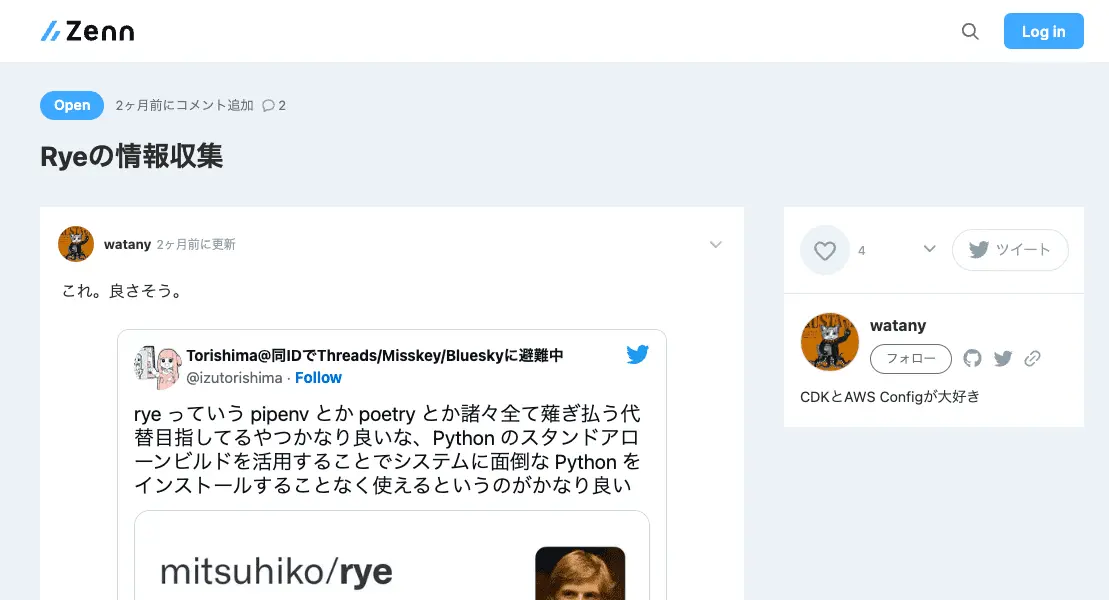 Zenn
Log in
Open 2ヶ月前にコメント追加 2
Ryeの情報収集
watany 2ヶ月前に更新
これ。良さそう。
Torishima@同IDでThreads/Misskey/Blueskyに避難中
@izutorishima · Follow
rye っていう pipenv とか poetry とか諸々全て薙ぎ払う代
替目指してるやつかなり良いな、Python のスタンドアロ
ーンビルドを活用することでシステムに面倒な Python を
インストールすることなく使えるというのがかなり良い
mitsuhiko/rye
4
ツイート
watany
フォロー
CDKとAWS Configが大好き